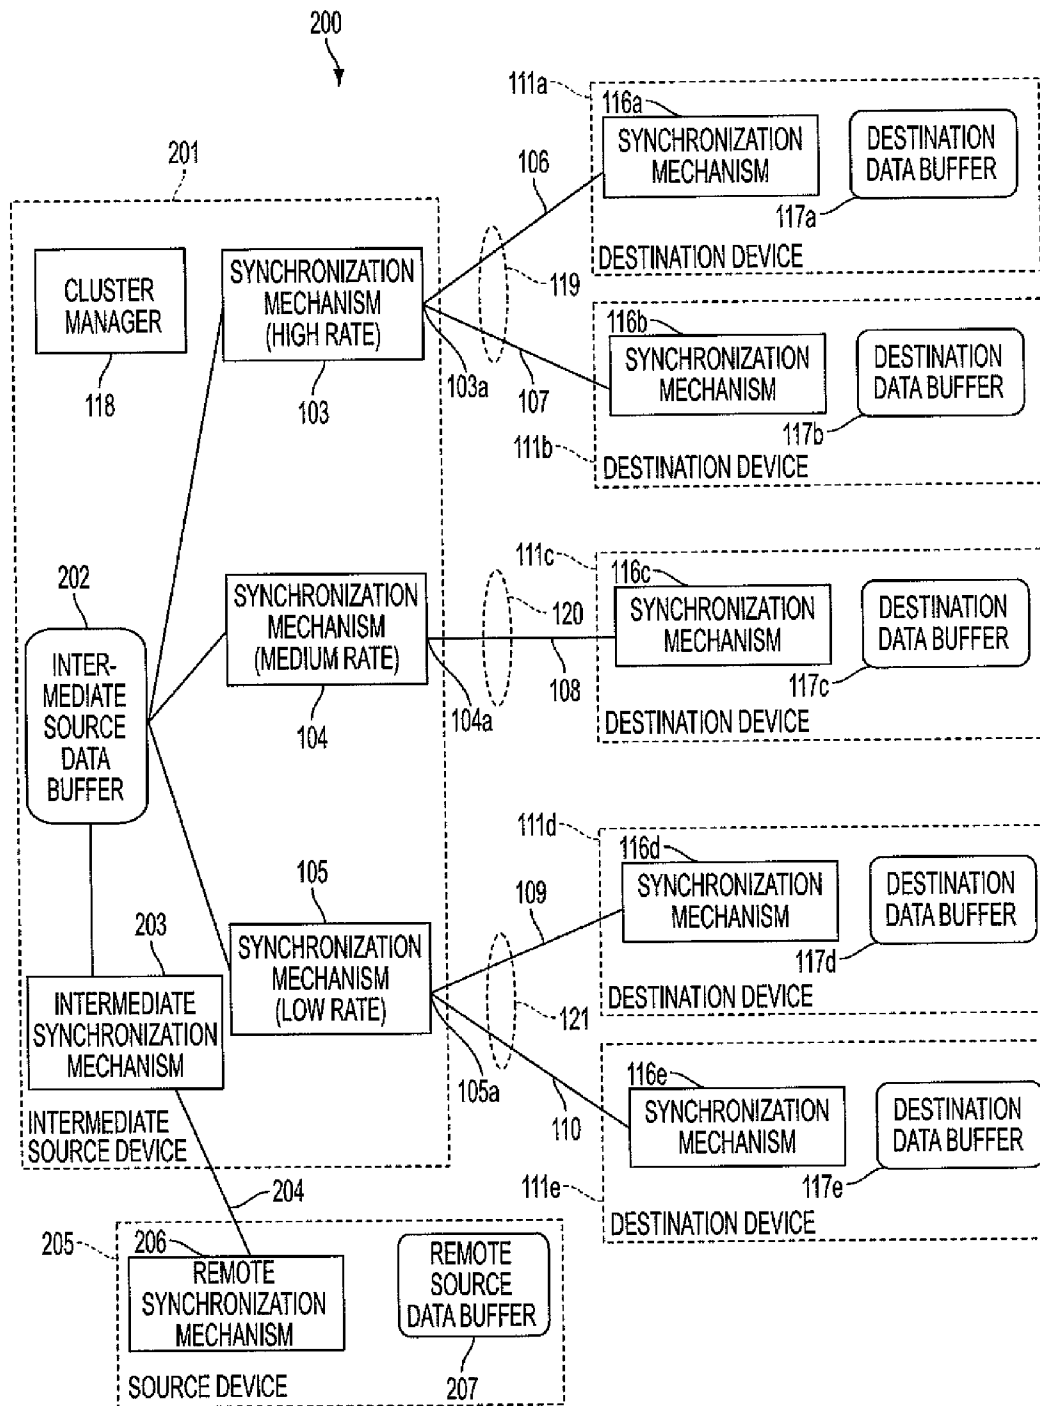 200
201
CLUSTER
MANAGER
118
SYNCHRONIZATION
MECHANISM
(HIGH RATE)
103
103a
106
107
119
111a
116a
SYNCHRONIZATION
MECHANISM
DESTINATION
DATA BUFFER
117a
DESTINATION DEVICE
116b
SYNCHRONIZATION
MECHANISM
DESTINATION
DATA BUFFER
117b
111b
DESTINATION DEVICE
202
INTER-
MEDIATE
SOURCE
DATA
BUFFER
SYNCHRONIZATION
MECHANISM
(MEDIUM RATE)
104
104a
120
108
111c
116c
SYNCHRONIZATION
MECHANISM
DESTINATION
DATA BUFFER
117c
DESTINATION DEVICE
105
SYNCHRONIZATION
MECHANISM
(LOW RATE)
105a
109
121
110
111d
116d
SYNCHRONIZATION
MECHANISM
DESTINATION
DATA BUFFER
117d
DESTINATION DEVICE
116e
SYNCHRONIZATION
MECHANISM
DESTINATION
DATA BUFFER
117e
111e
DESTINATION DEVICE
203
INTERMEDIATE
SYNCHRONIZATION
MECHANISM
INTERMEDIATE
SOURCE DEVICE
204
205
206
REMOTE
SYNCHRONIZATION
MECHANISM
REMOTE
SOURCE
DATA BUFFER
207
SOURCE DEVICE